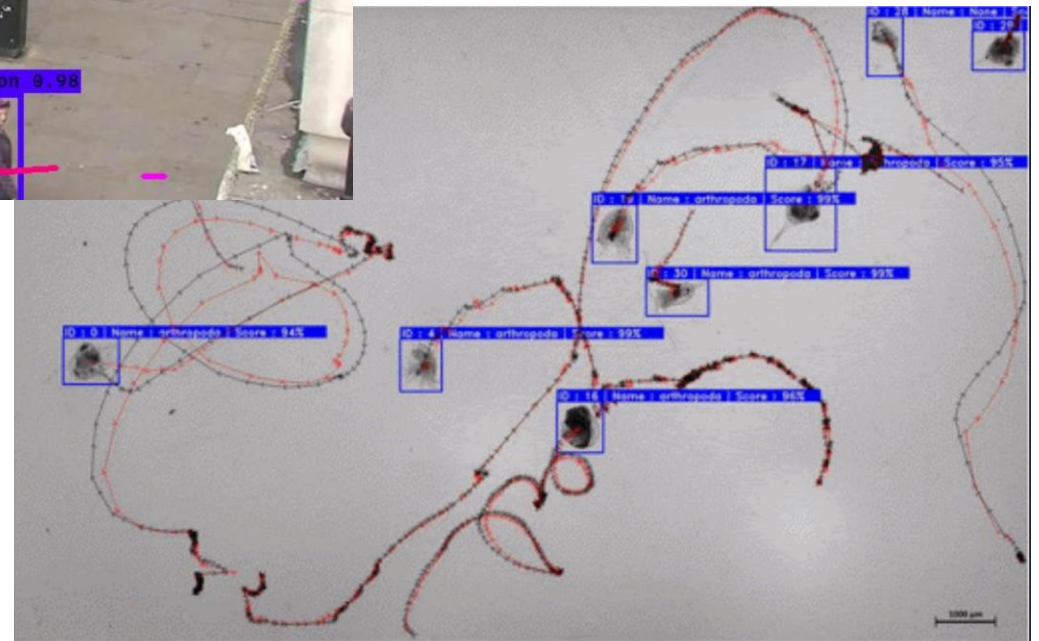 on 0.98
ID : 28 | Name : None |
ID : 17 | Name : arthropoda | Score : 95%
Name : arthropoda | Score : 99%
ID : 30 | Name : arthropoda | Score : 99%
ID : 0 | Name : arthropoda | Score : 94%
ID : 4 | Name : arthropoda | Score : 99%
ID : 16 | Name : arthropoda | Score : 96%
1000 µm